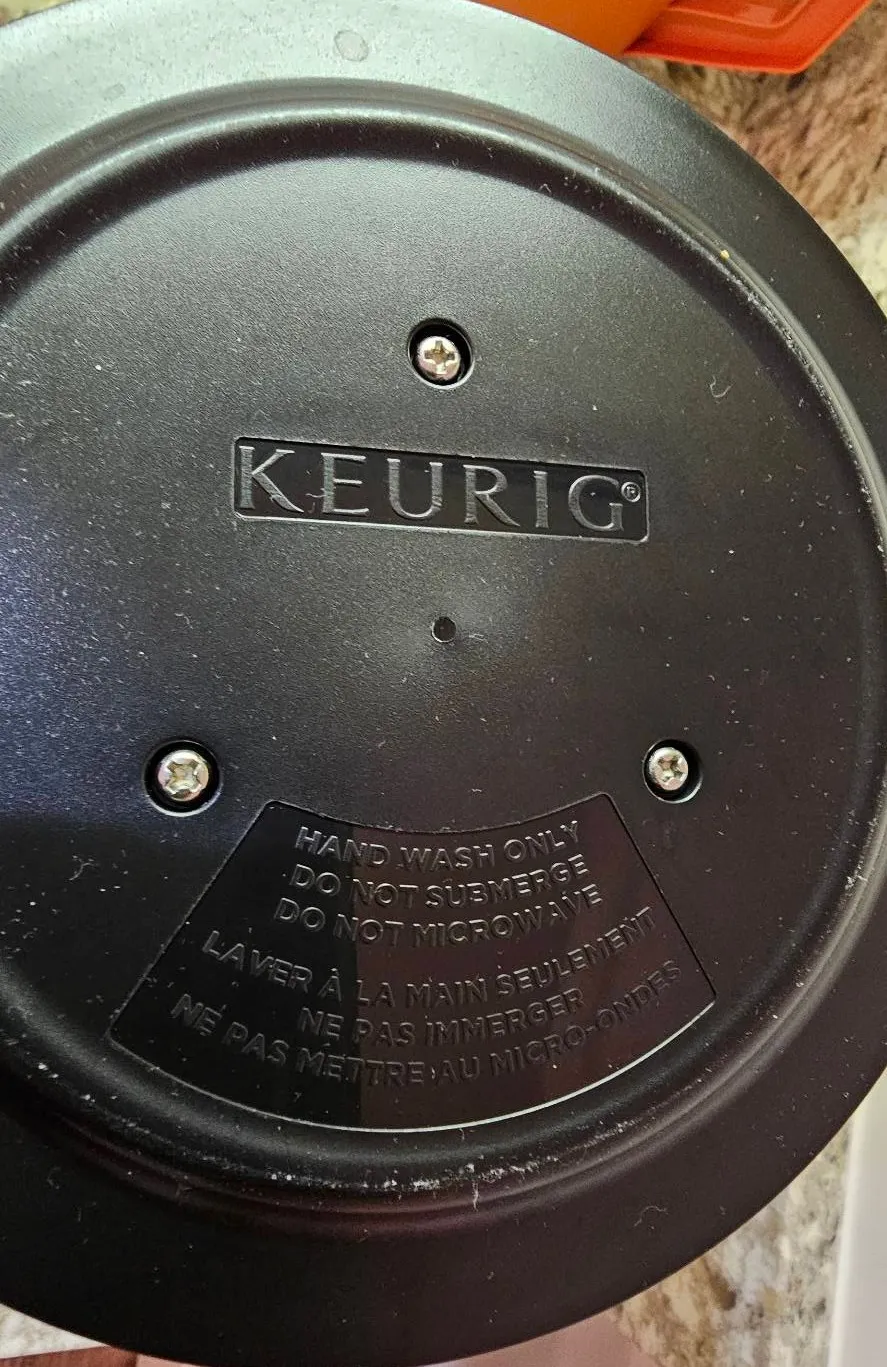 KEURIG®
HAND WASH ONLY
DO NOT SUBMERGE
DO NOT MICROWAVE
LAVER À LA MAIN SEULEMENT
NE PAS IMMERGER
NE PAS METTRE AU MICRO-ONDES